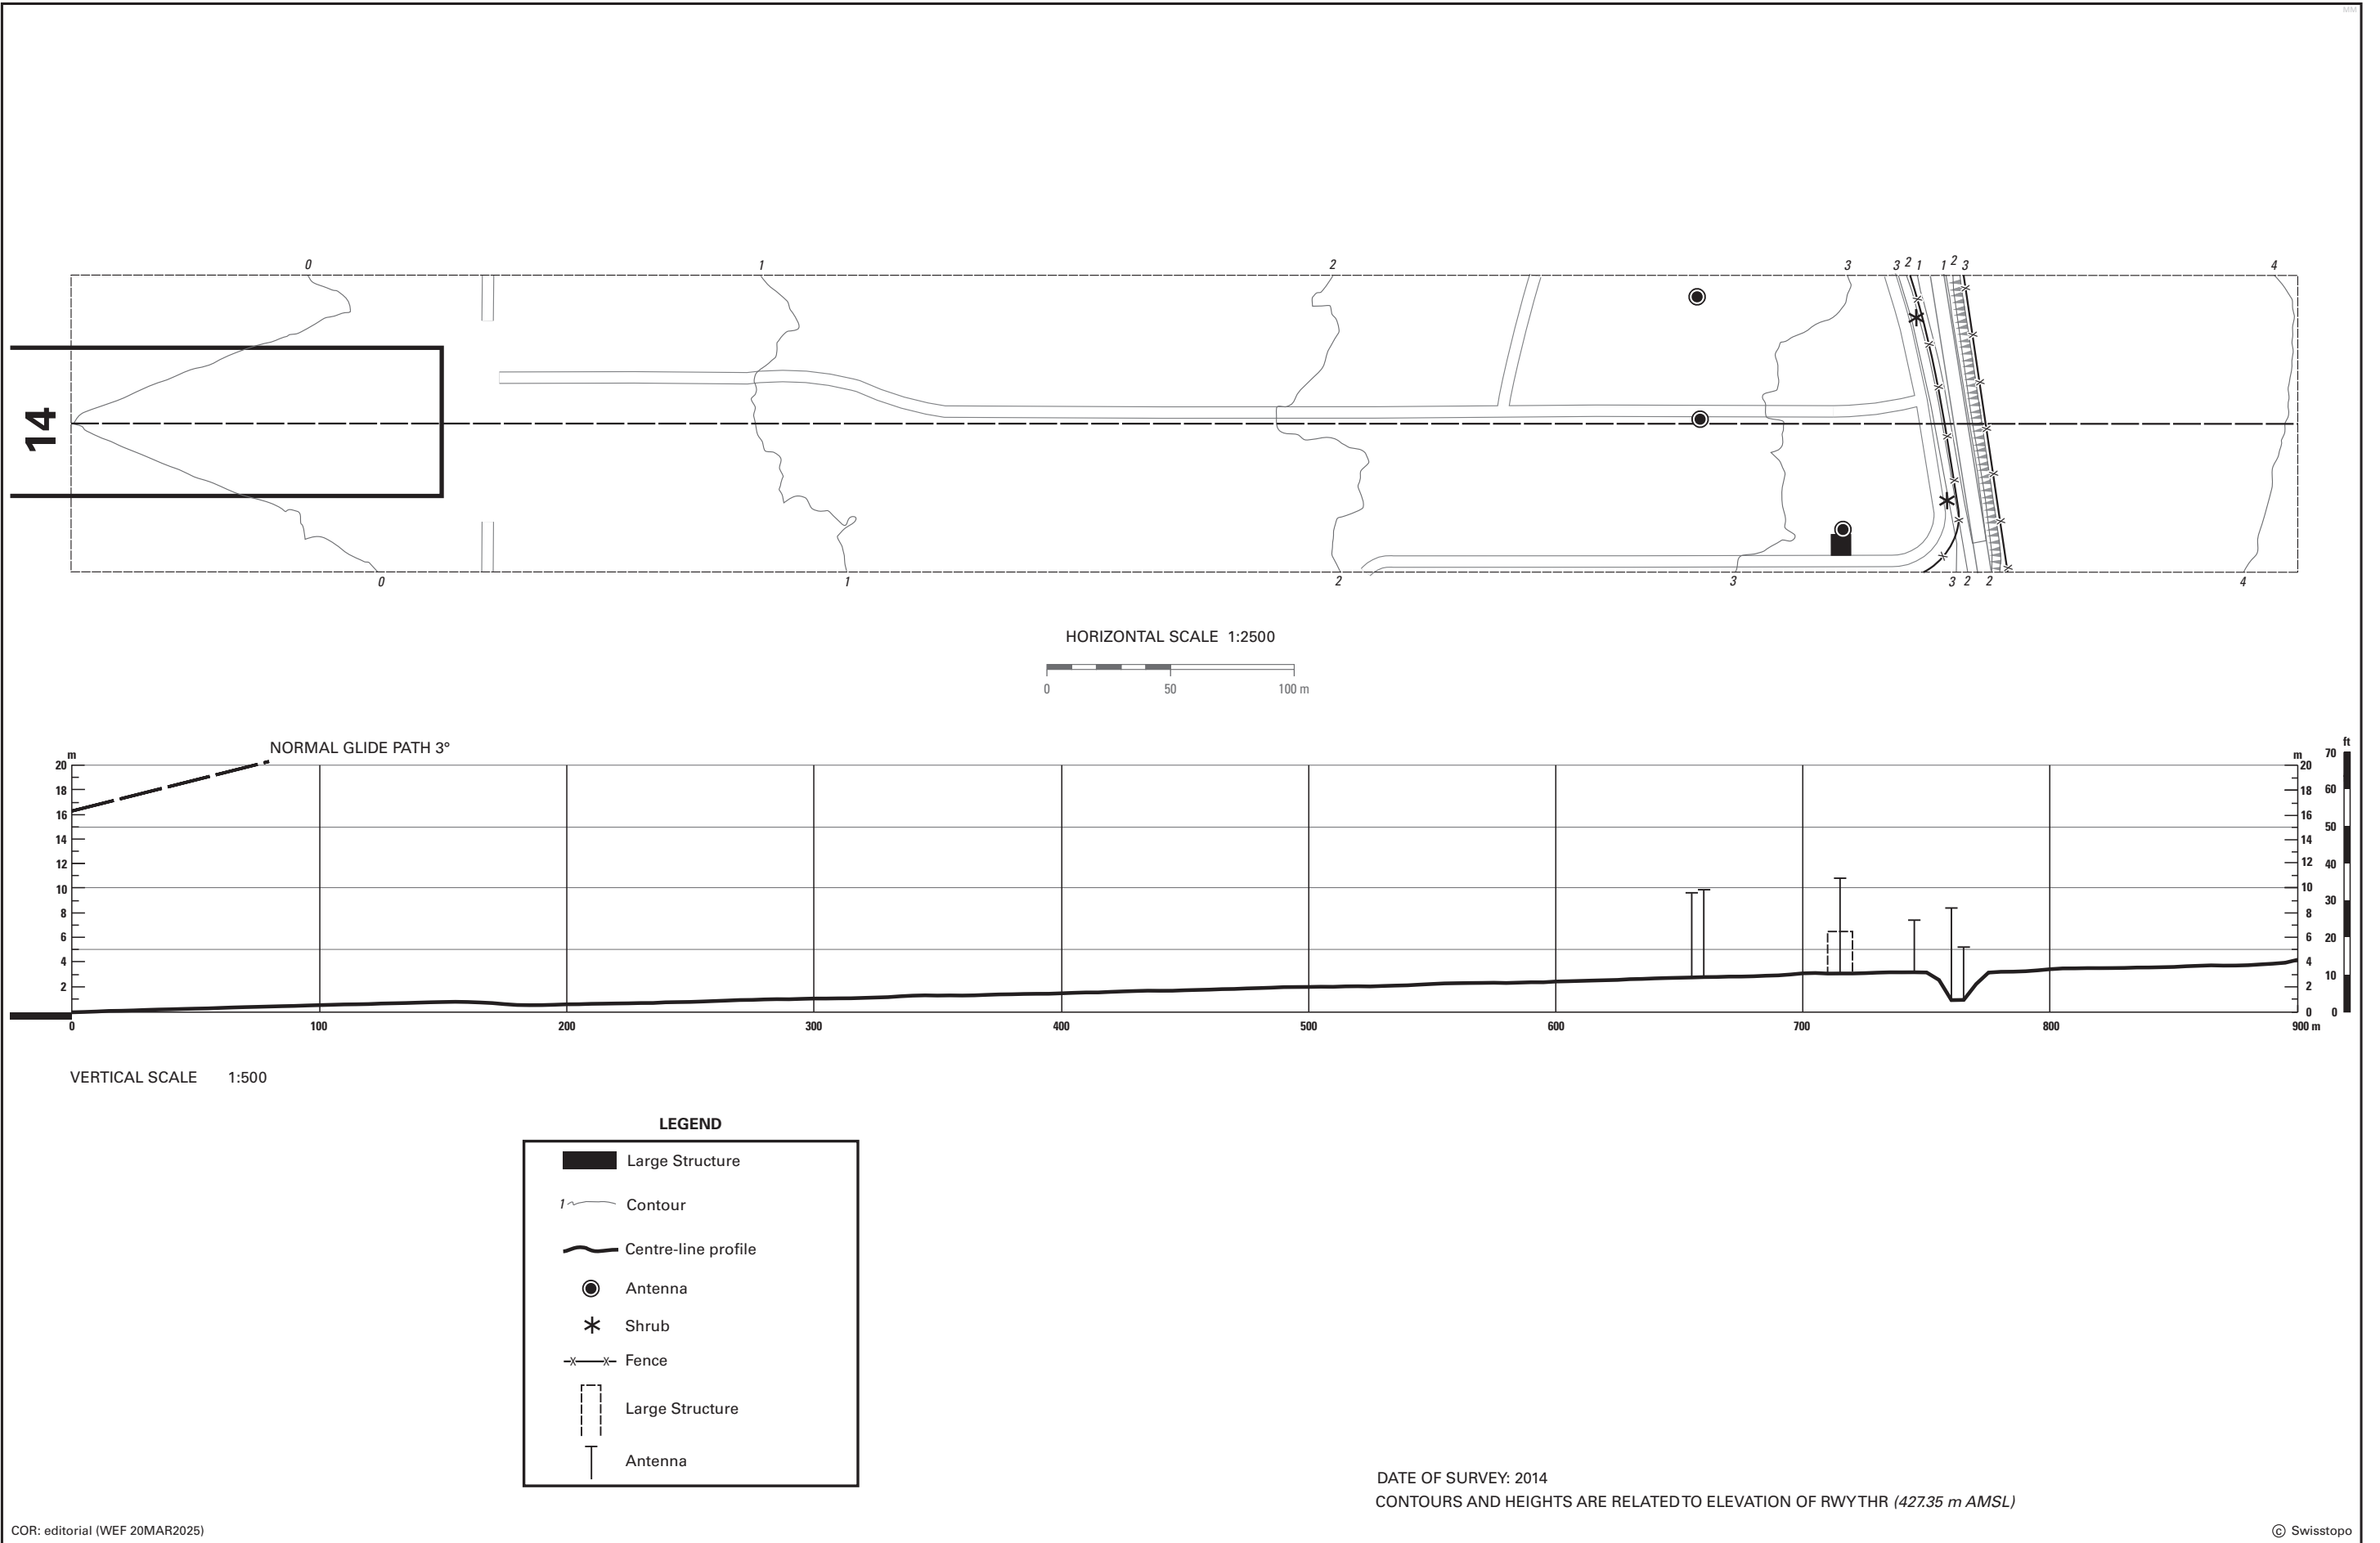 MM
0 1 2 3 3 2 1 1 2 3 4
14
0 1 2 3 3 2 2 4
HORIZONTAL SCALE 1:2500
0 50 100 m
NORMAL GLIDE PATH 3°
m
20
18
16
14
12
10
8
6
4
2
m
20
18
16
14
12
10
8
6
4
2
0
ft
70
60
50
40
30
20
10
0
0 100 200 300 400 500 600 700 800 900 m
VERTICAL SCALE 1:500
LEGEND
Large Structure
1 Contour
Centre-line profile
Antenna
Shrub
Fence
Large Structure
Antenna
DATE OF SURVEY: 2014
CONTOURS AND HEIGHTS ARE RELATED TO ELEVATION OF RWY THR (427.35 m AMSL)
COR: editorial (WEF 20MAR2025)
© Swisstopo